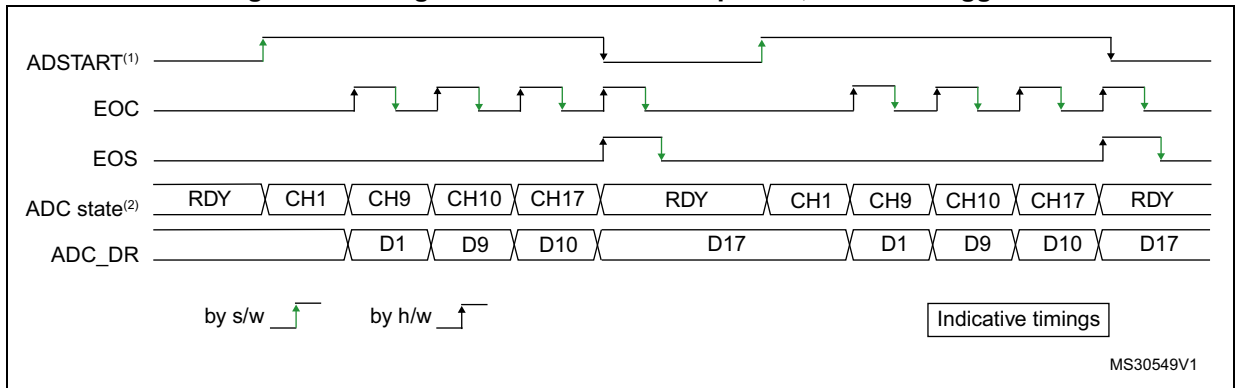 ADSTART(1)
EOC
EOS
ADC state(2) RDY CH1 CH9 CH10 CH17 RDY CH1 CH9 CH10 CH17 RDY
ADC_DR D1 D9 D10 D17 D1 D9 D10 D17
by s/w by h/w Indicative timings
MS30549V1